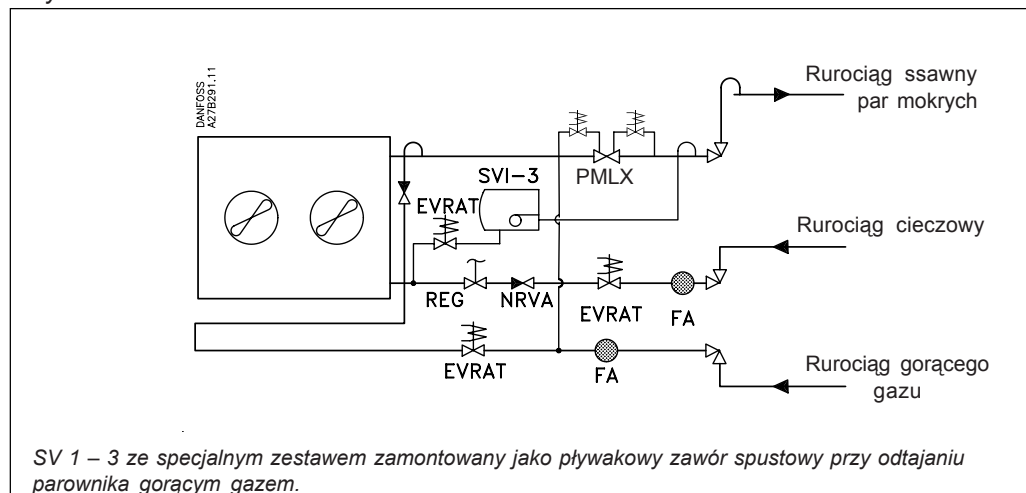 DANFOSS
A27B291.11
Rurociąg ssawny
par mokrych
SVI-3
PMLX
EVRAT
Rurociąg cieczowy
REG
NRVA
EVRAT
FA
EVRAT
FA
Rurociąg gorącego
gazu
SV 1 – 3 ze specjalnym zestawem zamontowany jako pływakowy zawór spustowy przy odtajaniu
parownika gorącym gazem.